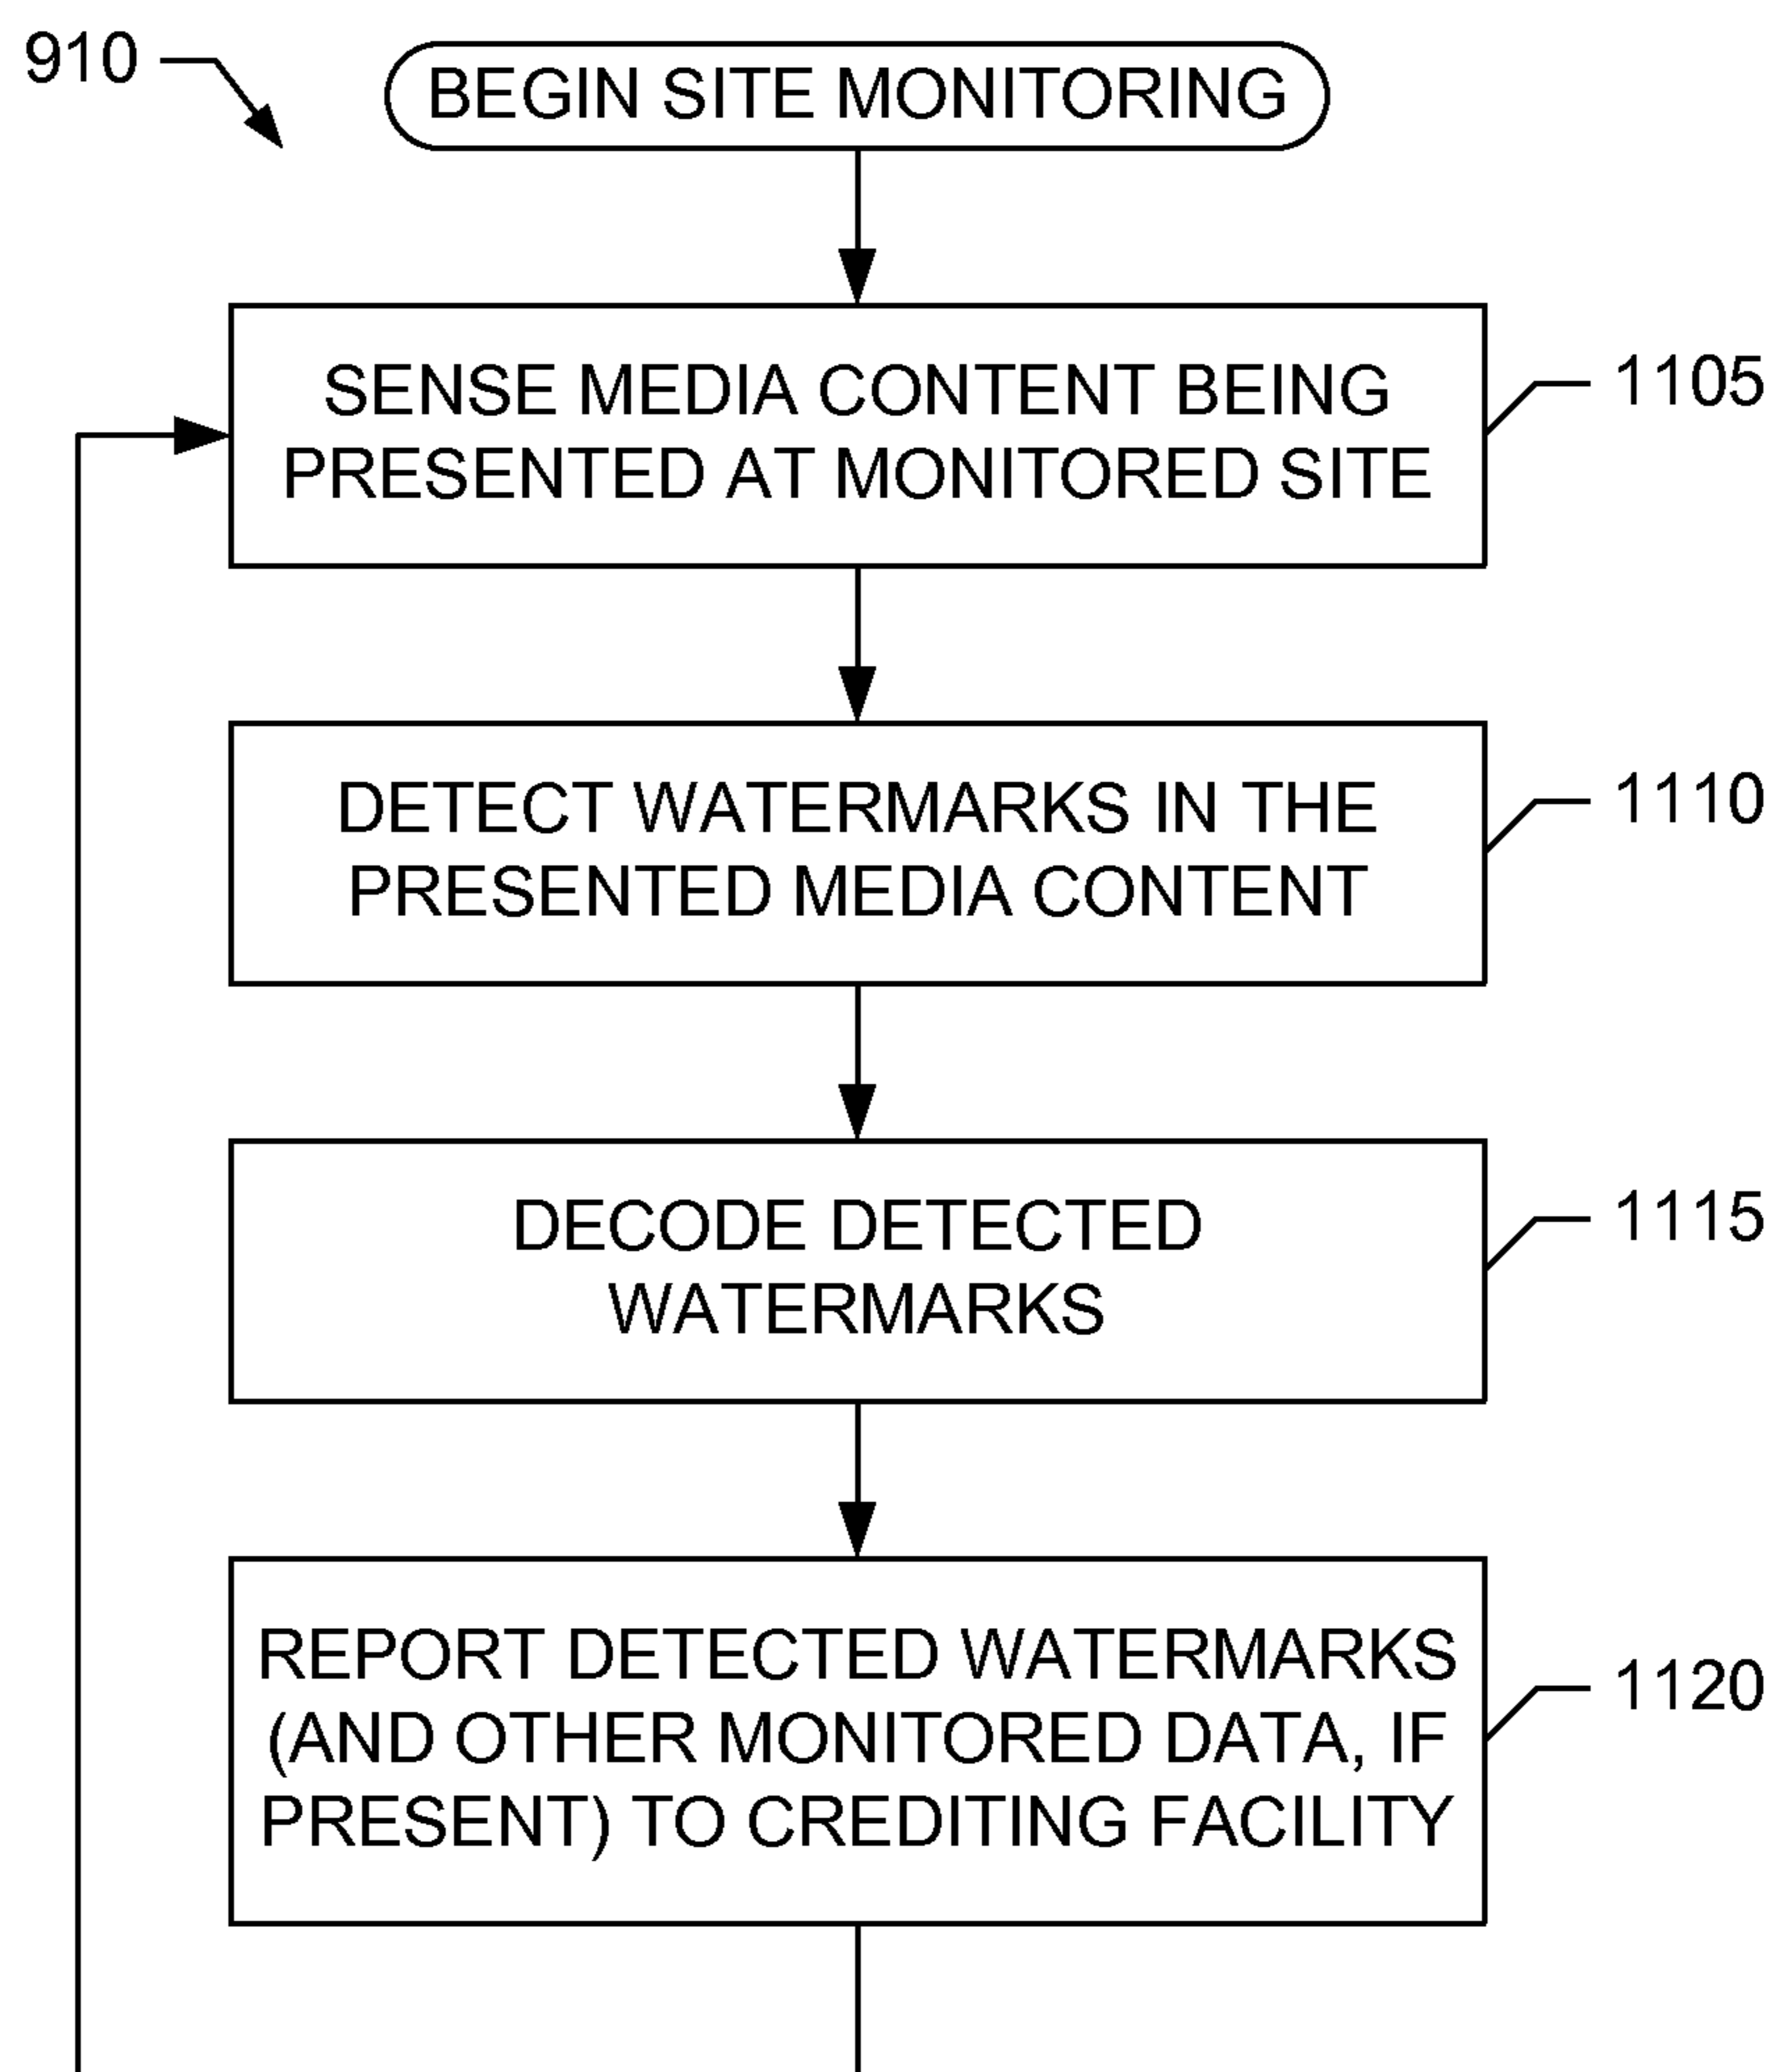 910
BEGIN SITE MONITORING
SENSE MEDIA CONTENT BEING
PRESENTED AT MONITORED SITE
1105
DETECT WATERMARKS IN THE
PRESENTED MEDIA CONTENT
1110
DECODE DETECTED
WATERMARKS
1115
REPORT DETECTED WATERMARKS
(AND OTHER MONITORED DATA, IF
PRESENT) TO CREDITING FACILITY
1120